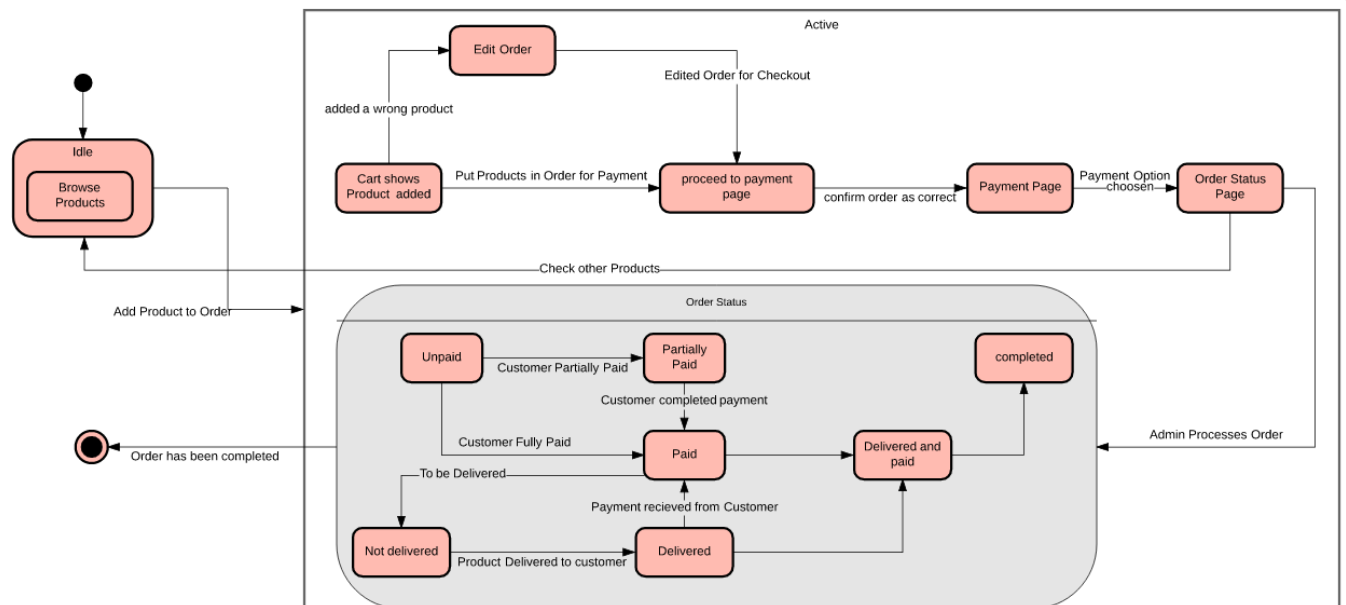 Active
Edit Order
Edited Order for Checkout
added a wrong product
Idle
Browse
Products
Cart shows
Product added
Put Products in Order for Payment
proceed to payment
page
confirm order as correct
Payment Page
Payment Option
choosen
Order Status
Page
Check other Products
Add Product to Order
Order Status
Unpaid
Customer Partially Paid
Partially
Paid
completed
Customer completed payment
Customer Fully Paid
Paid
Delivered and
paid
Admin Processes Order
Order has been completed
To be Delivered
Payment recieved from Customer
Not delivered
Product Delivered to customer
Delivered